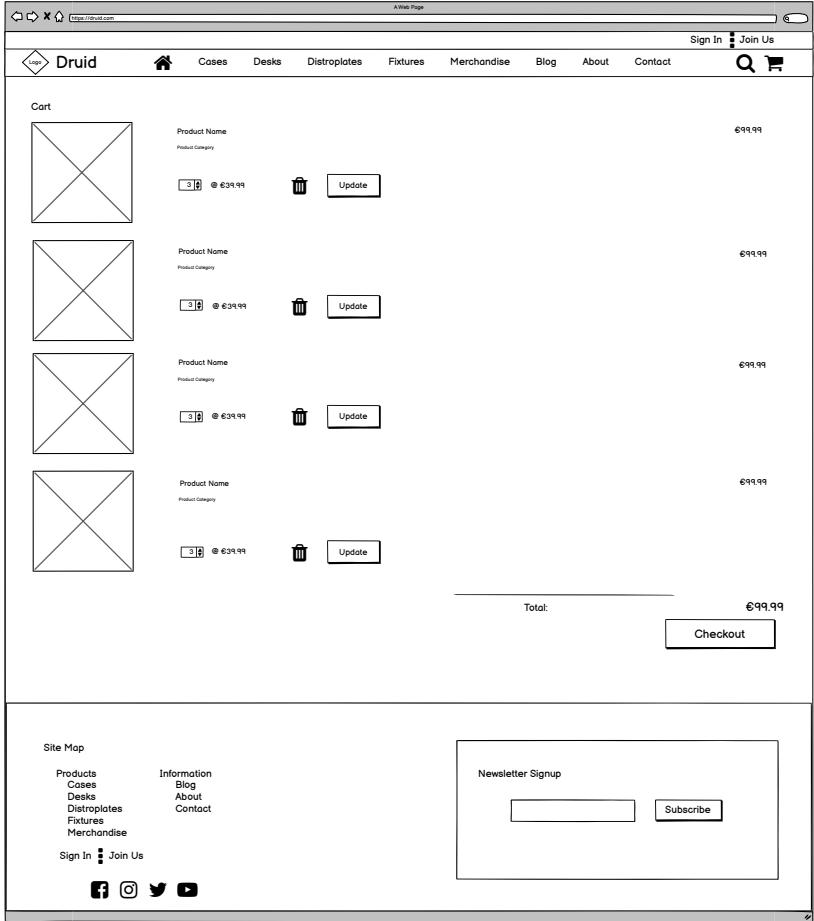 A Web Page
https://druid.com
Sign In Join Us
Logo Druid Cases Desks Distroplates Fixtures Merchandise Blog About Contact
Cart
Product Name €99.99
Product Category
3 @ €39.99 Update
Product Name €99.99
Product Category
3 @ €39.99 Update
Product Name €99.99
Product Category
3 @ €39.99 Update
Product Name €99.99
Product Category
3 @ €39.99 Update
Total: €99.99
Checkout
Site Map
Products Information
Cases Blog
Desks About
Distroplates Contact
Fixtures
Merchandise
Sign In Join Us
Newsletter Signup
Subscribe